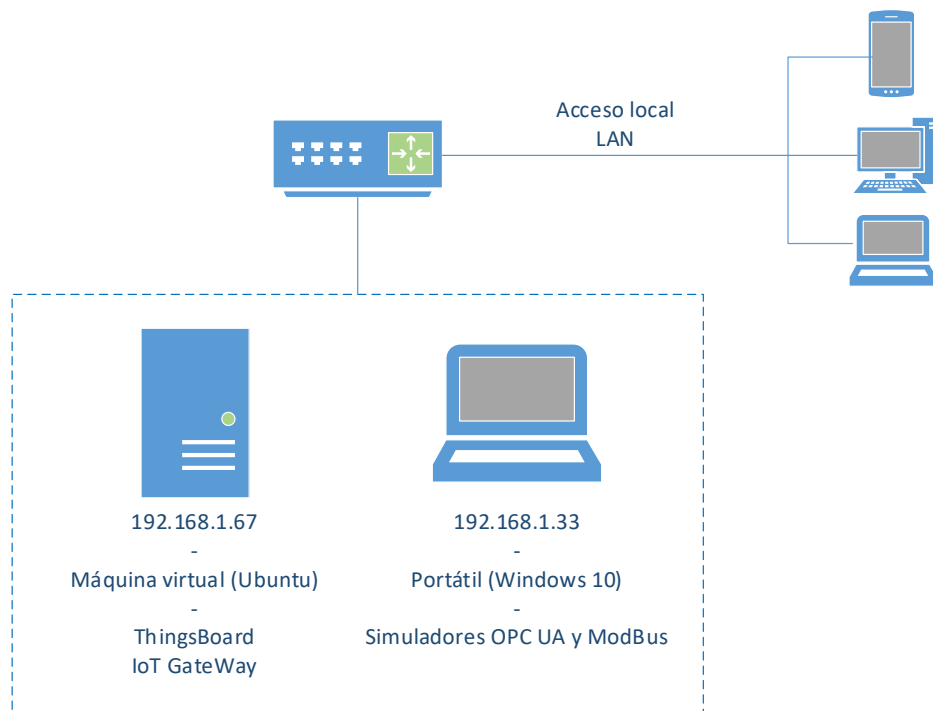 Acceso local
LAN
192.168.1.67
-
Máquina virtual (Ubuntu)
-
ThingsBoard
IoT GateWay
192.168.1.33
-
Portátil (Windows 10)
-
Simuladores OPC UA y ModBus